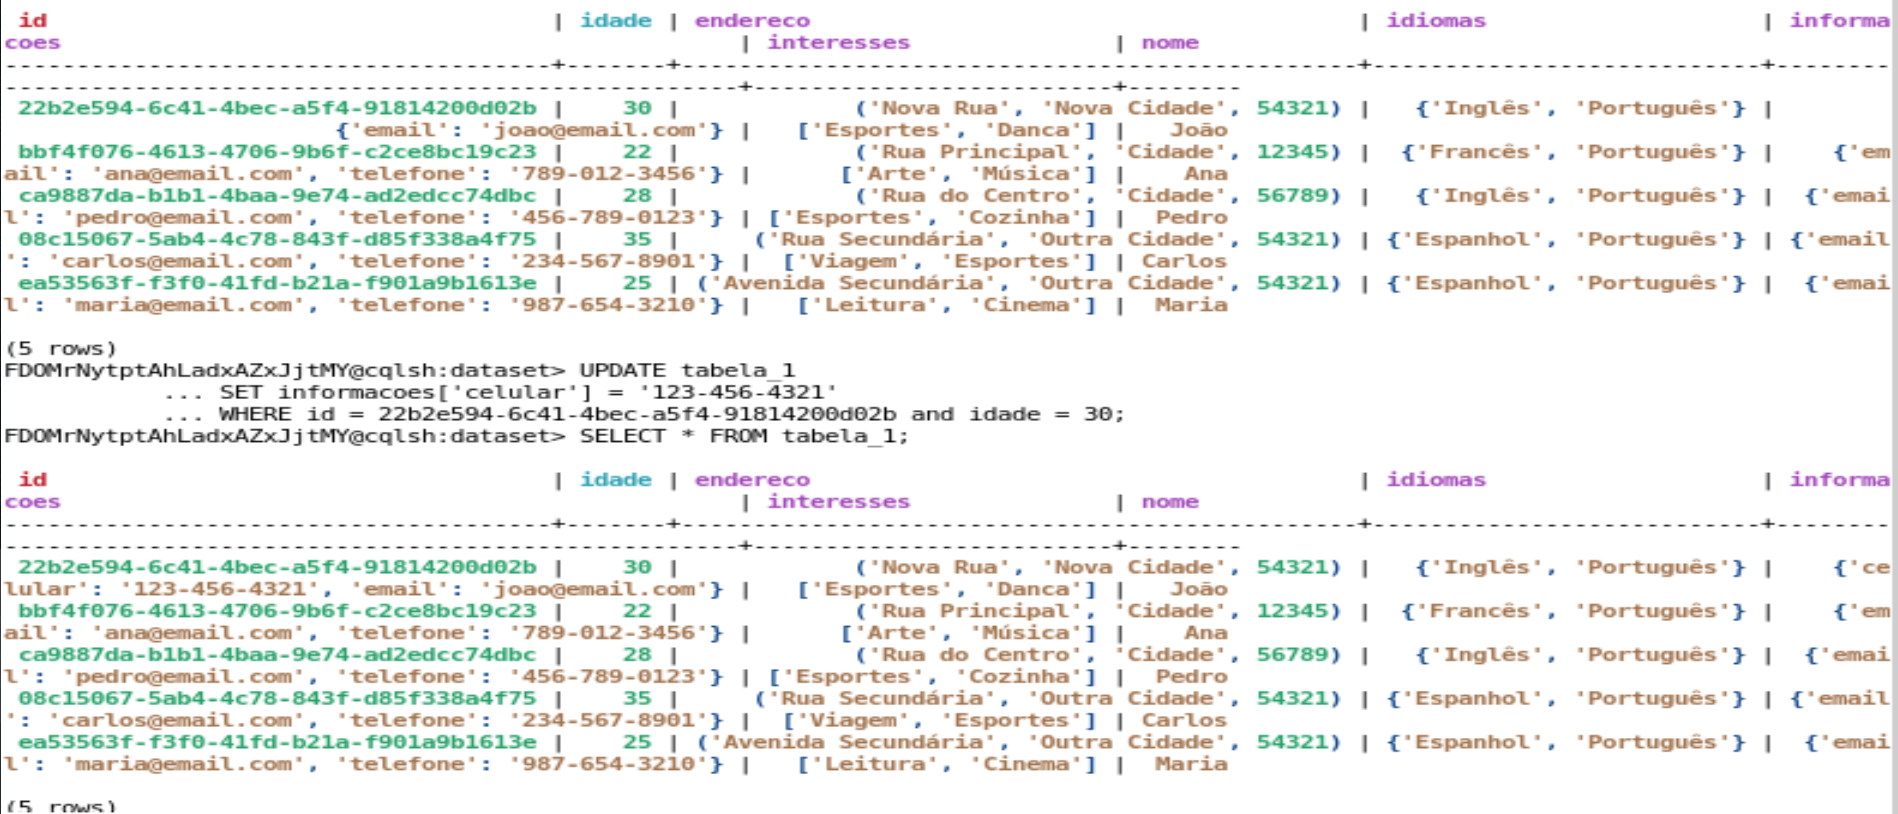 id | idade | endereco | idiomas | informa
coes | interesses | nome
--------------------------------------+-------+-----------------------------------------------+---------------------------+--------
---------------------------------------------------+-------------------------+--------
22b2e594-6c41-4bec-a5f4-91814200d02b | 30 | ('Nova Rua', 'Nova Cidade', 54321) | {'Inglês', 'Português'} |
{'email': 'joao@email.com'} | ['Esportes', 'Danca'] | João
bbf4f076-4613-4706-9b6f-c2ce8bc19c23 | 22 | ('Rua Principal', 'Cidade', 12345) | {'Francês', 'Português'} | {'em
ail': 'ana@email.com', 'telefone': '789-012-3456'} | ['Arte', 'Música'] | Ana
ca9887da-b1b1-4baa-9e74-ad2edcc74dbc | 28 | ('Rua do Centro', 'Cidade', 56789) | {'Inglês', 'Português'} | {'emai
l': 'pedro@email.com', 'telefone': '456-789-0123'} | ['Esportes', 'Cozinha'] | Pedro
08c15067-5ab4-4c78-843f-d85f338a4f75 | 35 | ('Rua Secundária', 'Outra Cidade', 54321) | {'Espanhol', 'Português'} | {'email
': 'carlos@email.com', 'telefone': '234-567-8901'} | ['Viagem', 'Esportes'] | Carlos
ea53563f-f3f0-41fd-b21a-f901a9b1613e | 25 | ('Avenida Secundária', 'Outra Cidade', 54321) | {'Espanhol', 'Português'} | {'emai
l': 'maria@email.com', 'telefone': '987-654-3210'} | ['Leitura', 'Cinema'] | Maria
(5 rows)
FDOMrNytptAhLadxAZxJjtMY@cqlsh:dataset> UPDATE tabela_1
... SET informacoes['celular'] = '123-456-4321'
... WHERE id = 22b2e594-6c41-4bec-a5f4-91814200d02b and idade = 30;
FDOMrNytptAhLadxAZxJjtMY@cqlsh:dataset> SELECT * FROM tabela_1;
id | idade | endereco | idiomas | informa
coes | interesses | nome
--------------------------------------+-------+-----------------------------------------------+---------------------------+--------
---------------------------------------------------+-------------------------+--------
22b2e594-6c41-4bec-a5f4-91814200d02b | 30 | ('Nova Rua', 'Nova Cidade', 54321) | {'Inglês', 'Português'} | {'ce
lular': '123-456-4321', 'email': 'joao@email.com'} | ['Esportes', 'Danca'] | João
bbf4f076-4613-4706-9b6f-c2ce8bc19c23 | 22 | ('Rua Principal', 'Cidade', 12345) | {'Francês', 'Português'} | {'em
ail': 'ana@email.com', 'telefone': '789-012-3456'} | ['Arte', 'Música'] | Ana
ca9887da-b1b1-4baa-9e74-ad2edcc74dbc | 28 | ('Rua do Centro', 'Cidade', 56789) | {'Inglês', 'Português'} | {'emai
l': 'pedro@email.com', 'telefone': '456-789-0123'} | ['Esportes', 'Cozinha'] | Pedro
08c15067-5ab4-4c78-843f-d85f338a4f75 | 35 | ('Rua Secundária', 'Outra Cidade', 54321) | {'Espanhol', 'Português'} | {'email
': 'carlos@email.com', 'telefone': '234-567-8901'} | ['Viagem', 'Esportes'] | Carlos
ea53563f-f3f0-41fd-b21a-f901a9b1613e | 25 | ('Avenida Secundária', 'Outra Cidade', 54321) | {'Espanhol', 'Português'} | {'emai
l': 'maria@email.com', 'telefone': '987-654-3210'} | ['Leitura', 'Cinema'] | Maria
(5 rows)